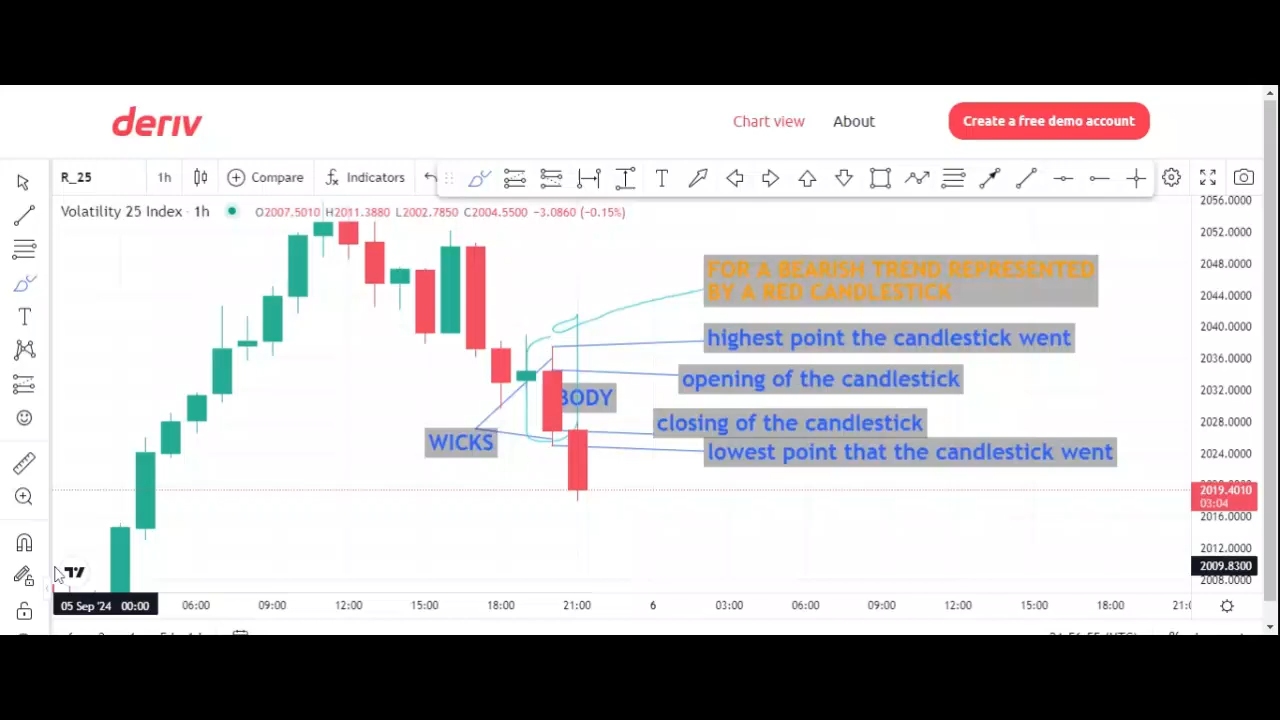 deriv
Chart view
About
Create a free demo account
R_25
1h
Compare
Indicators
Volatility 25 Index · 1h
O2007.5010 H2011.3880 L2002.7850 C2004.5500 −3.0860 (−0.15%)
FOR A BEARISH TREND REPRESENTED
BY A RED CANDLESTICK
highest point the candlestick went
opening of the candlestick
BODY
closing of the candlestick
WICKS
lowest point that the candlestick went
2056.0000
2052.0000
2048.0000
2044.0000
2040.0000
2036.0000
2032.0000
2028.0000
2024.0000
2019.4010
03:04
2016.0000
2012.0000
2009.8300
2008.0000
05 Sep '24 00:00
06:00
09:00
12:00
15:00
18:00
21:00
6
03:00
06:00
09:00
12:00
15:00
18:00